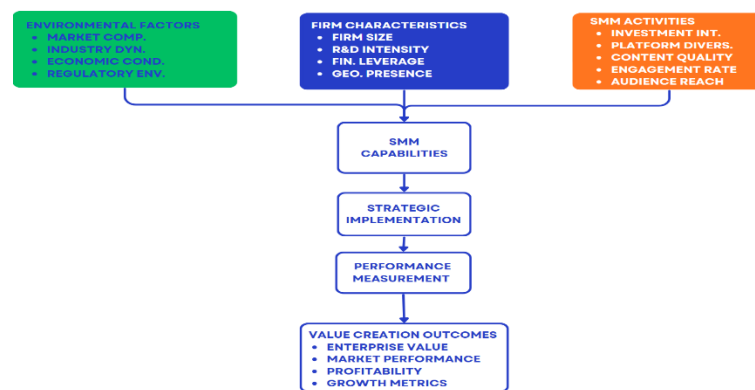 ENVIRONMENTAL FACTORS
• MARKET COMP.
• INDUSTRY DYN.
• ECONOMIC COND.
• REGULATORY ENV.
FIRM CHARACTERISTICS
• FIRM SIZE
• R&D INTENSITY
• FIN. LEVERAGE
• GEO. PRESENCE
SMM ACTIVITIES
• INVESTMENT INT.
• PLATFORM DIVERS.
• CONTENT QUALITY
• ENGAGEMENT RATE
• AUDIENCE REACH
SMM
CAPABILITIES
STRATEGIC
IMPLEMENTATION
PERFORMANCE
MEASUREMENT
VALUE CREATION OUTCOMES
• ENTERPRISE VALUE
• MARKET PERFORMANCE
• PROFITABILITY
• GROWTH METRICS